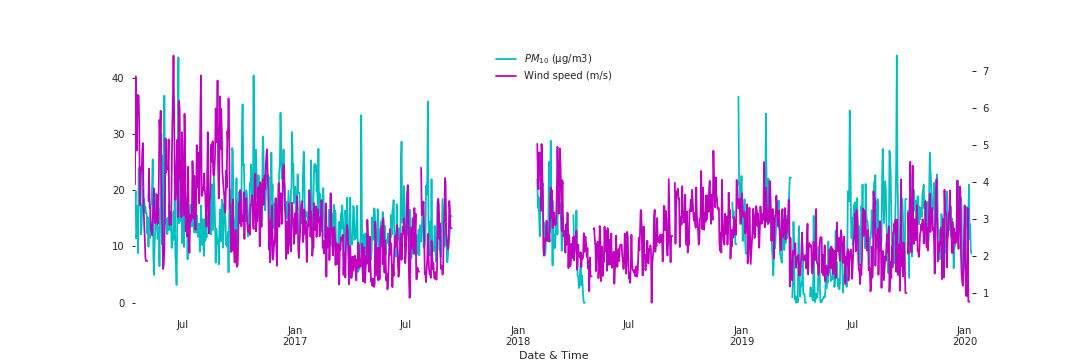 PM10 (μg/m3)
Wind speed (m/s)
40
30
20
10
0
7
6
5
4
3
2
1
Jul
Jan
2017
Jul
Jan
2018
Jul
Jan
2019
Jul
Jan
2020
Date & Time